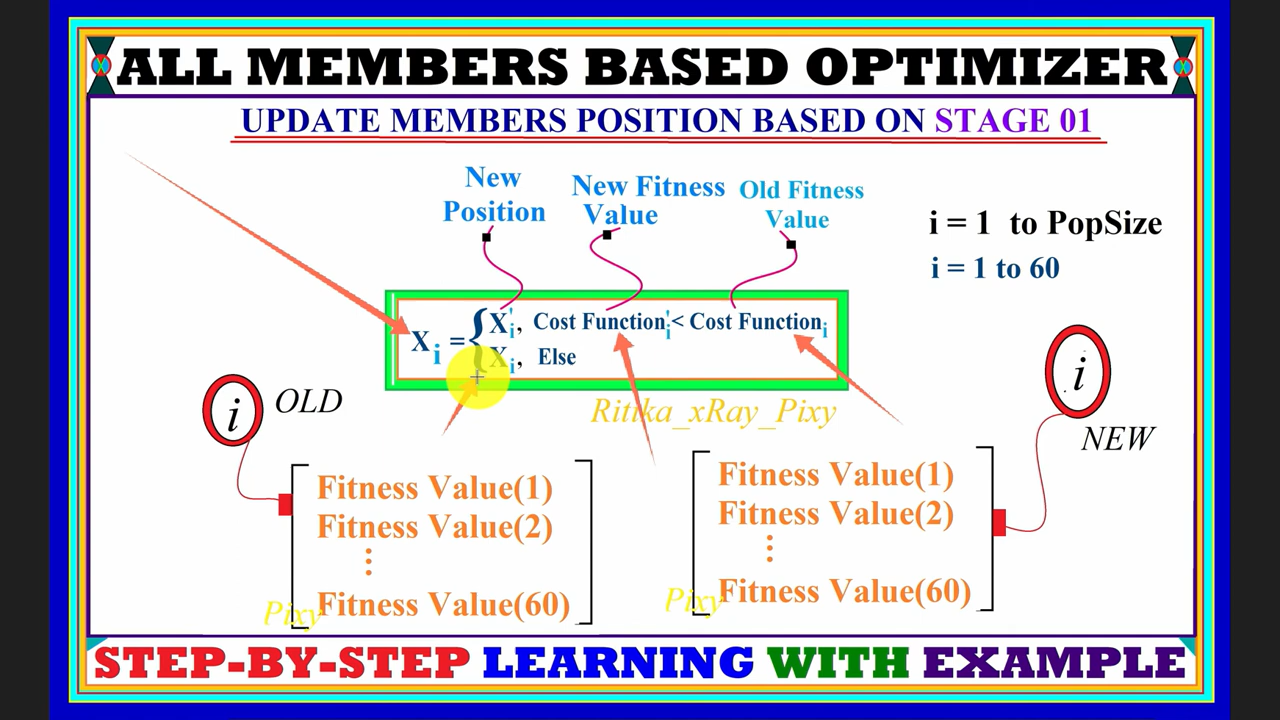 ALL MEMBERS BASED OPTIMIZER
UPDATE MEMBERS POSITION BASED ON STAGE 01
New Position
New Fitness Value
Old Fitness Value
i = 1 to PopSize
i = 1 to 60
X i = { X'i, Cost Function'i < Cost Function i
Xi, Else
Ritika_xRay_Pixy
i OLD
i NEW
Fitness Value(1)
Fitness Value(2)
⋮
Fitness Value(60)
Pixy
Fitness Value(1)
Fitness Value(2)
⋮
Fitness Value(60)
Pixy
STEP-BY-STEP LEARNING WITH EXAMPLE